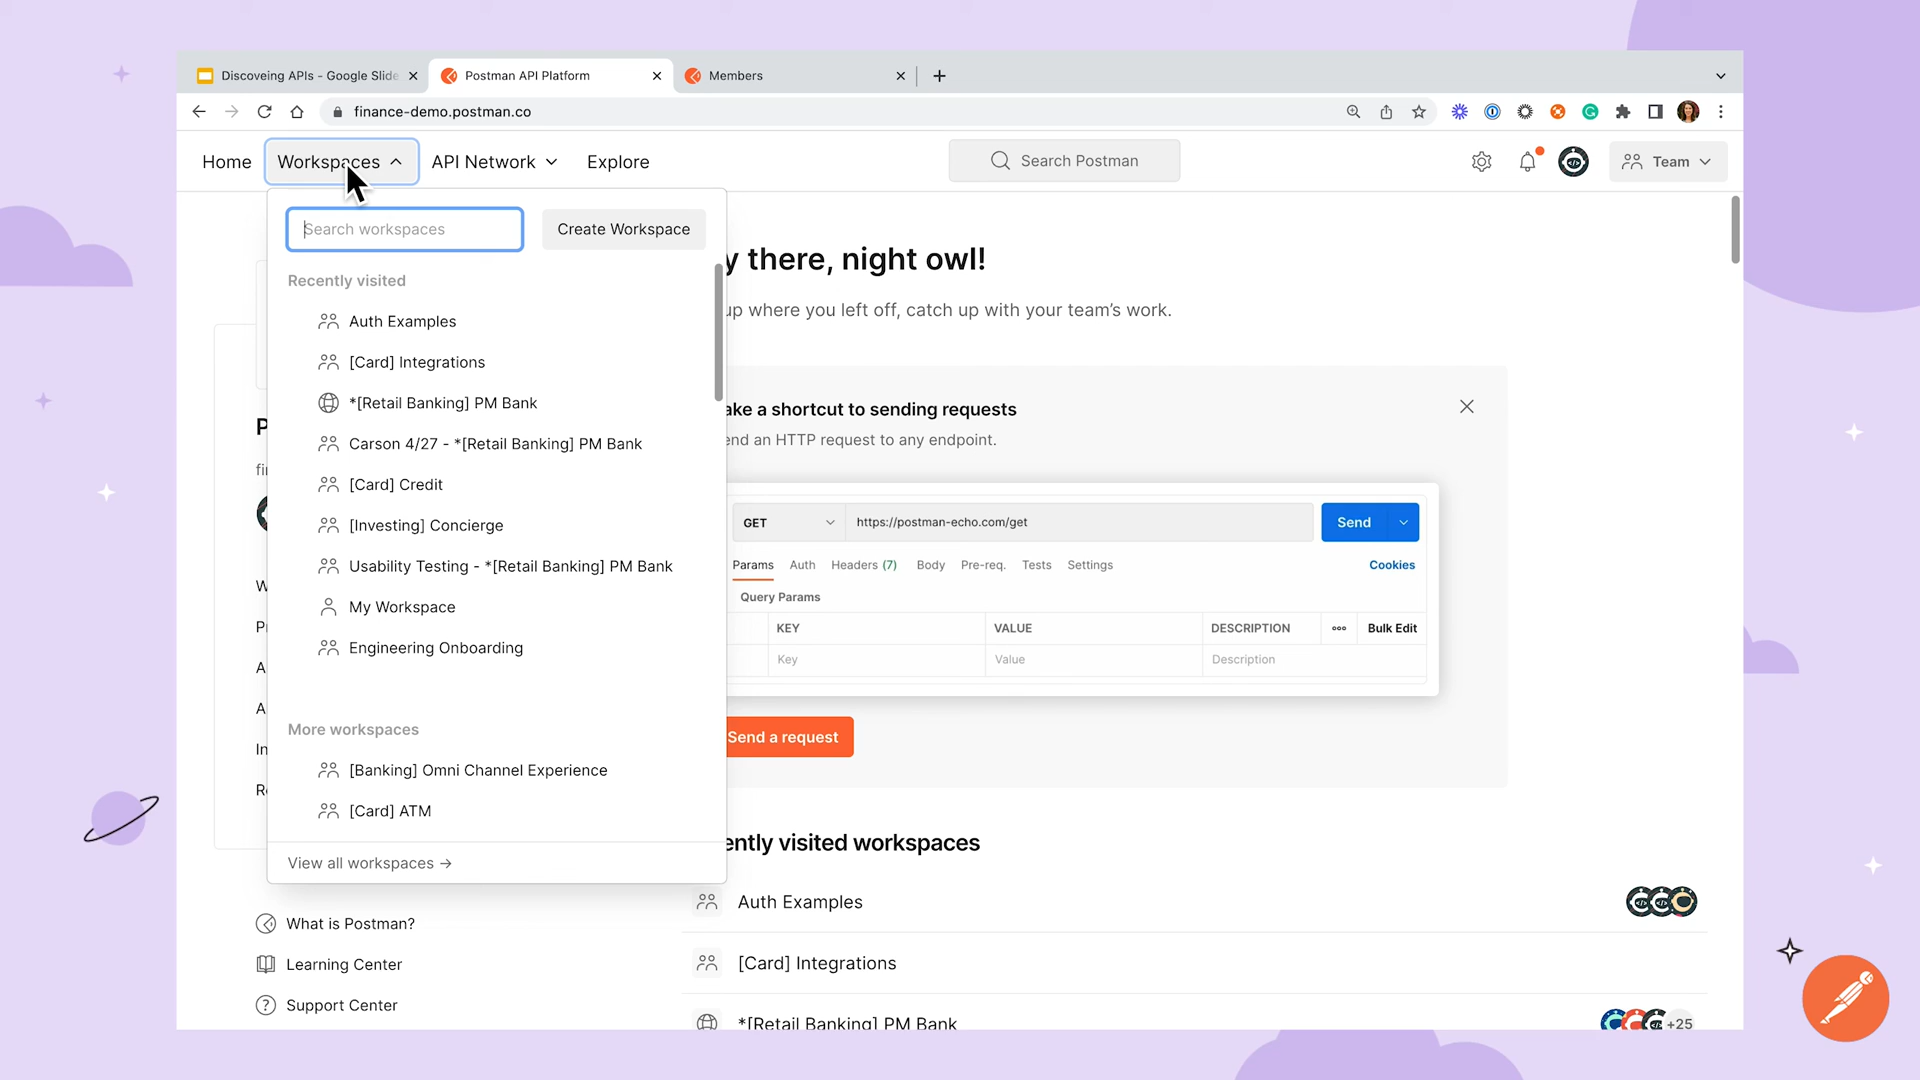 Discoveing APIs - Google Slide
Postman API Platform
Members
finance-demo.postman.co
Home
Workspaces
API Network
Explore
Search Postman
Team
Search workspaces
Create Workspace
Recently visited
Auth Examples
[Card] Integrations
*[Retail Banking] PM Bank
Carson 4/27 - *[Retail Banking] PM Bank
[Card] Credit
[Investing] Concierge
Usability Testing - *[Retail Banking] PM Bank
My Workspace
Engineering Onboarding
More workspaces
[Banking] Omni Channel Experience
[Card] ATM
View all workspaces →
What is Postman?
Learning Center
Support Center
y there, night owl!
up where you left off, catch up with your team's work.
ake a shortcut to sending requests
end an HTTP request to any endpoint.
GET
https://postman-echo.com/get
Send
Params Auth Headers (7) Body Pre-req. Tests Settings
Cookies
Query Params
KEY VALUE DESCRIPTION Bulk Edit
Key Value Description
Send a request
ently visited workspaces
Auth Examples
[Card] Integrations
*[Retail Banking] PM Bank
+25